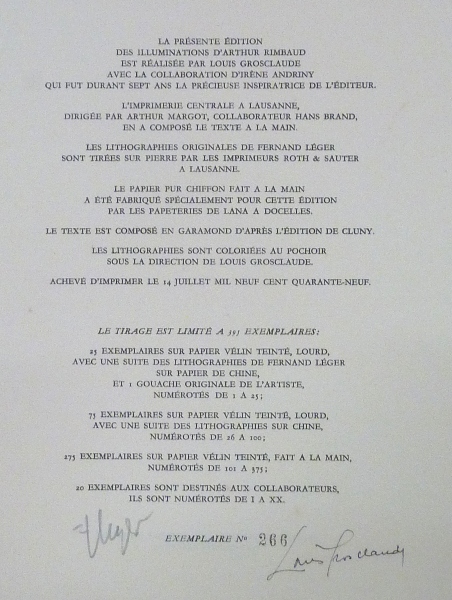 LA PRÉSENTE ÉDITION
DES ILLUMINATIONS D'ARTHUR RIMBAUD
EST RÉALISÉE PAR LOUIS GROSCLAUDE
AVEC LA COLLABORATION D'IRÈNE ANDRINY
QUI FUT DURANT SEPT ANS LA PRÉCIEUSE INSPIRATRICE DE L'ÉDITEUR.
L'IMPRIMERIE CENTRALE A LAUSANNE,
DIRIGÉE PAR ARTHUR MARGOT, COLLABORATEUR HANS BRAND,
EN A COMPOSÉ LE TEXTE A LA MAIN.
LES LITHOGRAPHIES ORIGINALES DE FERNAND LÉGER
SONT TIRÉES SUR PIERRE PAR LES IMPRIMEURS ROTH & SAUTER
A LAUSANNE.
LE PAPIER PUR CHIFFON FAIT A LA MAIN
A ÉTÉ FABRIQUÉ SPÉCIALEMENT POUR CETTE ÉDITION
PAR LES PAPETERIES DE LANA A DOCELLES.
LE TEXTE EST COMPOSÉ EN GARAMOND D'APRÈS L'ÉDITION DE CLUNY.
LES LITHOGRAPHIES SONT COLORIÉES AU POCHOIR
SOUS LA DIRECTION DE LOUIS GROSCLAUDE.
ACHEVÉ D'IMPRIMER LE 14 JUILLET MIL NEUF CENT QUARANTE-NEUF.
LE TIRAGE EST LIMITÉ A 395 EXEMPLAIRES:
25 EXEMPLAIRES SUR PAPIER VÉLIN TEINTÉ, LOURD,
AVEC UNE SUITE DES LITHOGRAPHIES DE FERNAND LÉGER
SUR PAPIER DE CHINE,
ET 1 GOUACHE ORIGINALE DE L'ARTISTE,
NUMÉROTÉS DE 1 A 25;
75 EXEMPLAIRES SUR PAPIER VÉLIN TEINTÉ, LOURD,
AVEC UNE SUITE DES LITHOGRAPHIES SUR CHINE,
NUMÉROTÉS DE 26 A 100;
275 EXEMPLAIRES SUR PAPIER VÉLIN TEINTÉ, FAIT A LA MAIN,
NUMÉROTÉS DE 101 A 375;
20 EXEMPLAIRES SONT DESTINÉS AUX COLLABORATEURS,
ILS SONT NUMÉROTÉS DE I A XX.
EXEMPLAIRE Nº 266
Louis Grosclaude